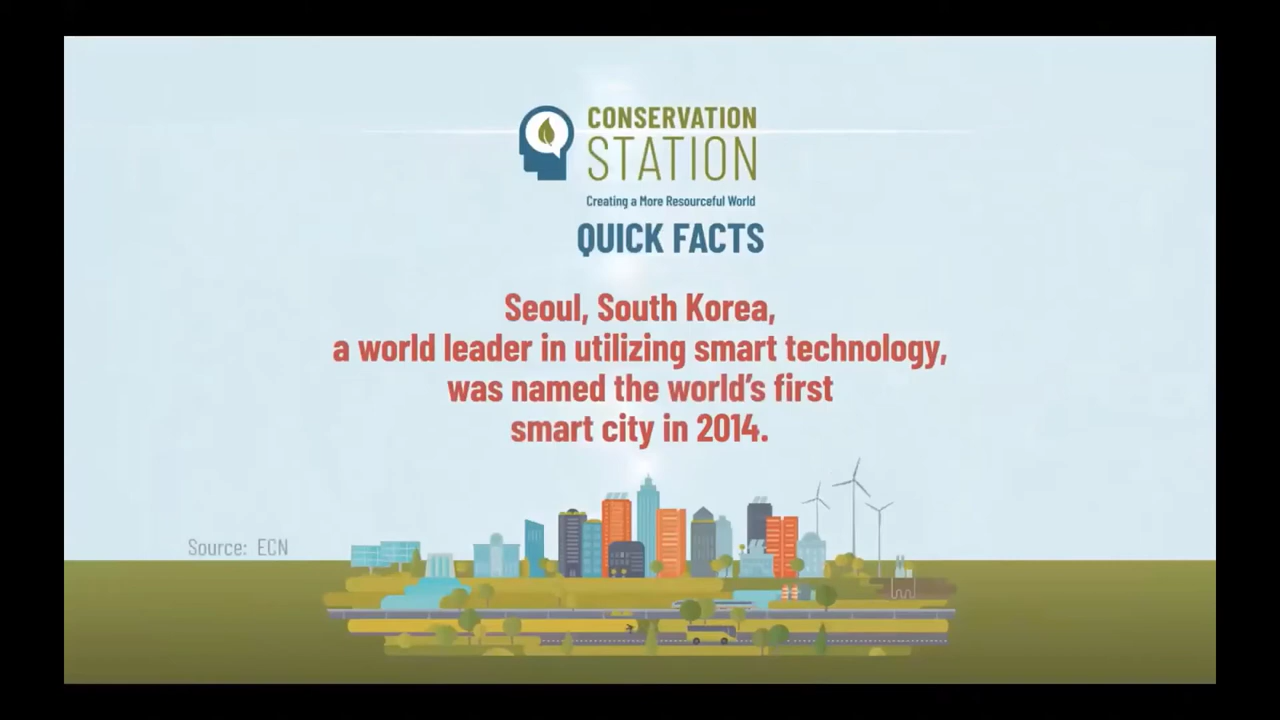 CONSERVATION
STATION
Creating a More Resourceful World
QUICK FACTS
Seoul, South Korea,
a world leader in utilizing smart technology,
was named the world's first
smart city in 2014.
Source: ECN